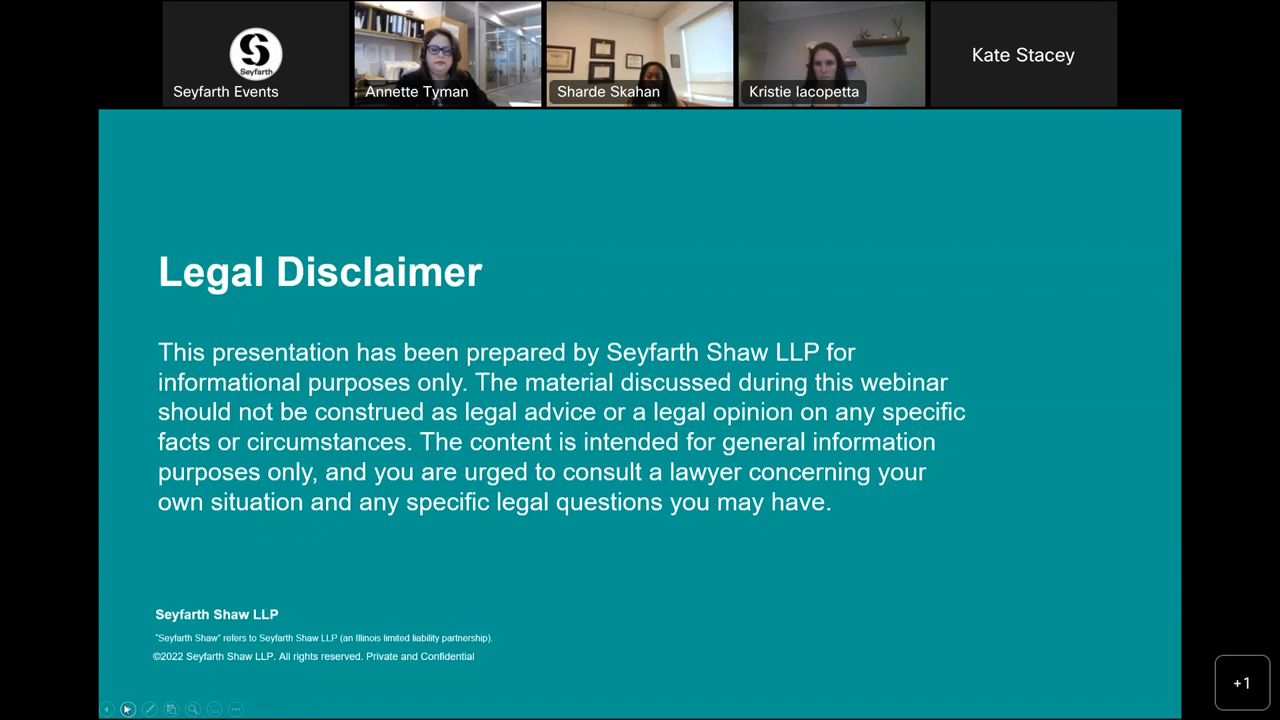 Seyfarth
Seyfarth Events
Annette Tyman
Sharde Skahan
Kristie Iacopetta
Kate Stacey
Legal Disclaimer
This presentation has been prepared by Seyfarth Shaw LLP for
informational purposes only. The material discussed during this webinar
should not be construed as legal advice or a legal opinion on any specific
facts or circumstances. The content is intended for general information
purposes only, and you are urged to consult a lawyer concerning your
own situation and any specific legal questions you may have.
Seyfarth Shaw LLP
"Seyfarth Shaw" refers to Seyfarth Shaw LLP (an Illinois limited liability partnership).
©2022 Seyfarth Shaw LLP. All rights reserved. Private and Confidential
+1